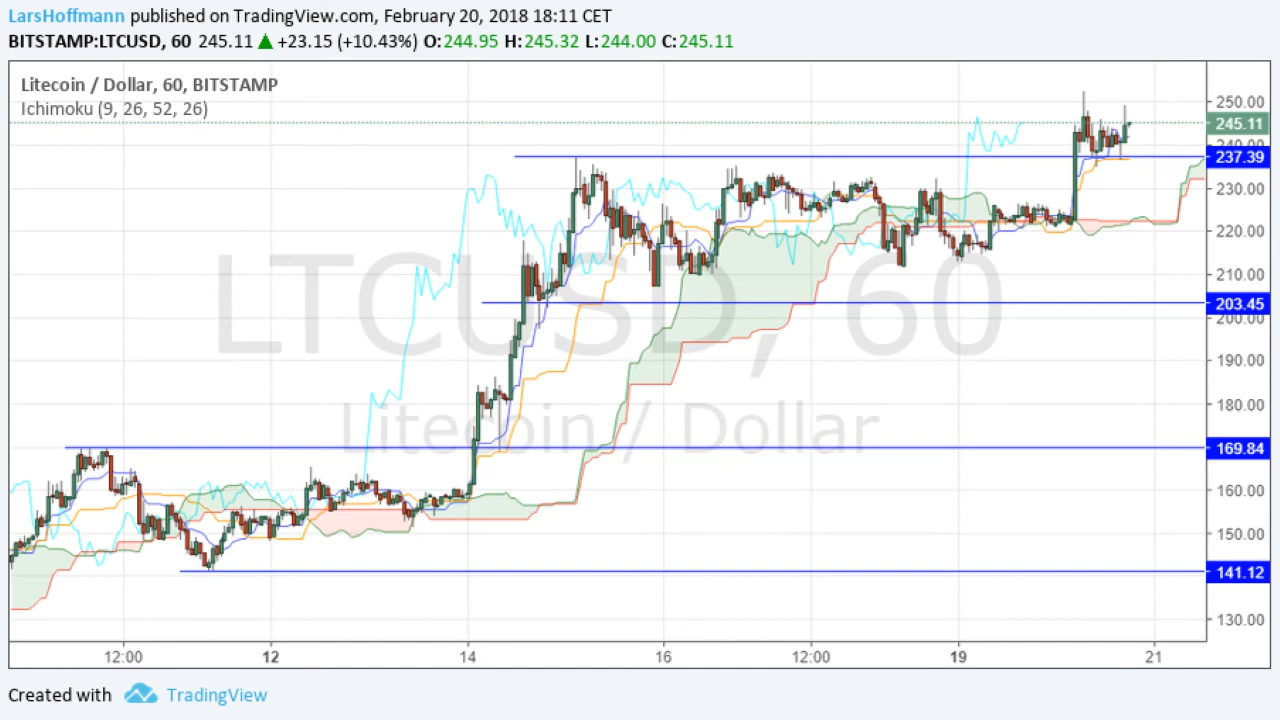 LarsHoffmann published on TradingView.com, February 20, 2018 18:11 CET
BITSTAMP:LTCUSD, 60 245.11 ▲ +23.15 (+10.43%) O:244.95 H:245.32 L:244.00 C:245.11
Litecoin / Dollar, 60, BITSTAMP
Ichimoku (9, 26, 52, 26)
LTCUSD, 60
Litecoin / Dollar
250.00
245.11
240.00
237.39
230.00
220.00
210.00
203.45
200.00
190.00
180.00
169.84
160.00
150.00
141.12
130.00
12:00 12 14 16 12:00 19 21
Created with TradingView